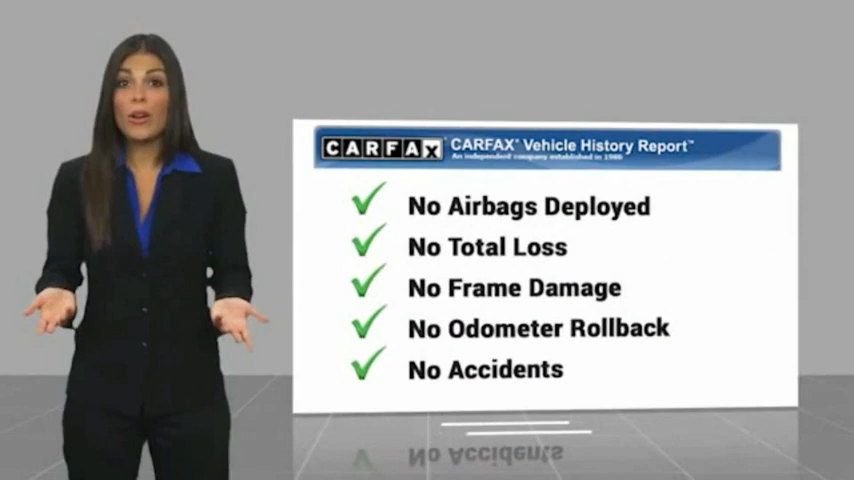 CARFAX CARFAX Vehicle History Report™
An independent company established in 1986
No Airbags Deployed
No Total Loss
No Frame Damage
No Odometer Rollback
No Accidents
No Accidents